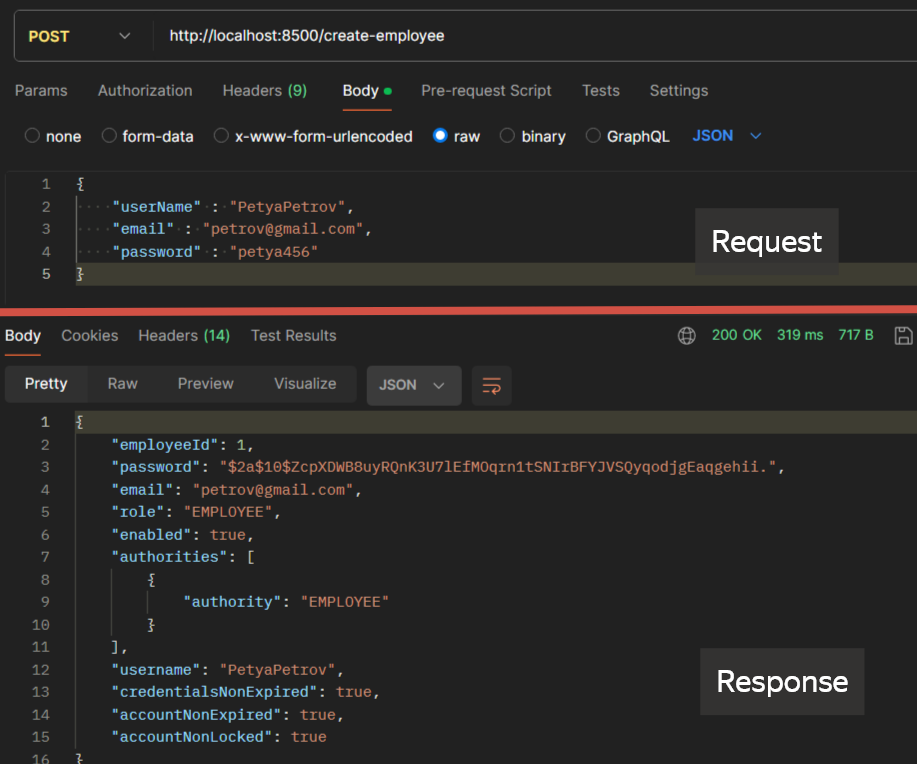 POST http://localhost:8500/create-employee
Params Authorization Headers (9) Body Pre-request Script Tests Settings
none form-data x-www-form-urlencoded raw binary GraphQL JSON
1 {
2 "userName" : "PetyaPetrov",
3 "email" : "petrov@gmail.com",
4 "password" : "petya456"
5 }
Request
Body Cookies Headers (14) Test Results 200 OK 319 ms 717 B
Pretty Raw Preview Visualize JSON
1 {
2 "employeeId": 1,
3 "password": "$2a$10$ZcpXDWB8uyRQnK3U7lEfMOqrn1tSNIrBFYJVSQyqodjgEaqgehii.",
4 "email": "petrov@gmail.com",
5 "role": "EMPLOYEE",
6 "enabled": true,
7 "authorities": [
8 {
9 "authority": "EMPLOYEE"
10 }
11 ],
12 "username": "PetyaPetrov",
13 "credentialsNonExpired": true,
14 "accountNonExpired": true,
15 "accountNonLocked": true
16 }
Response